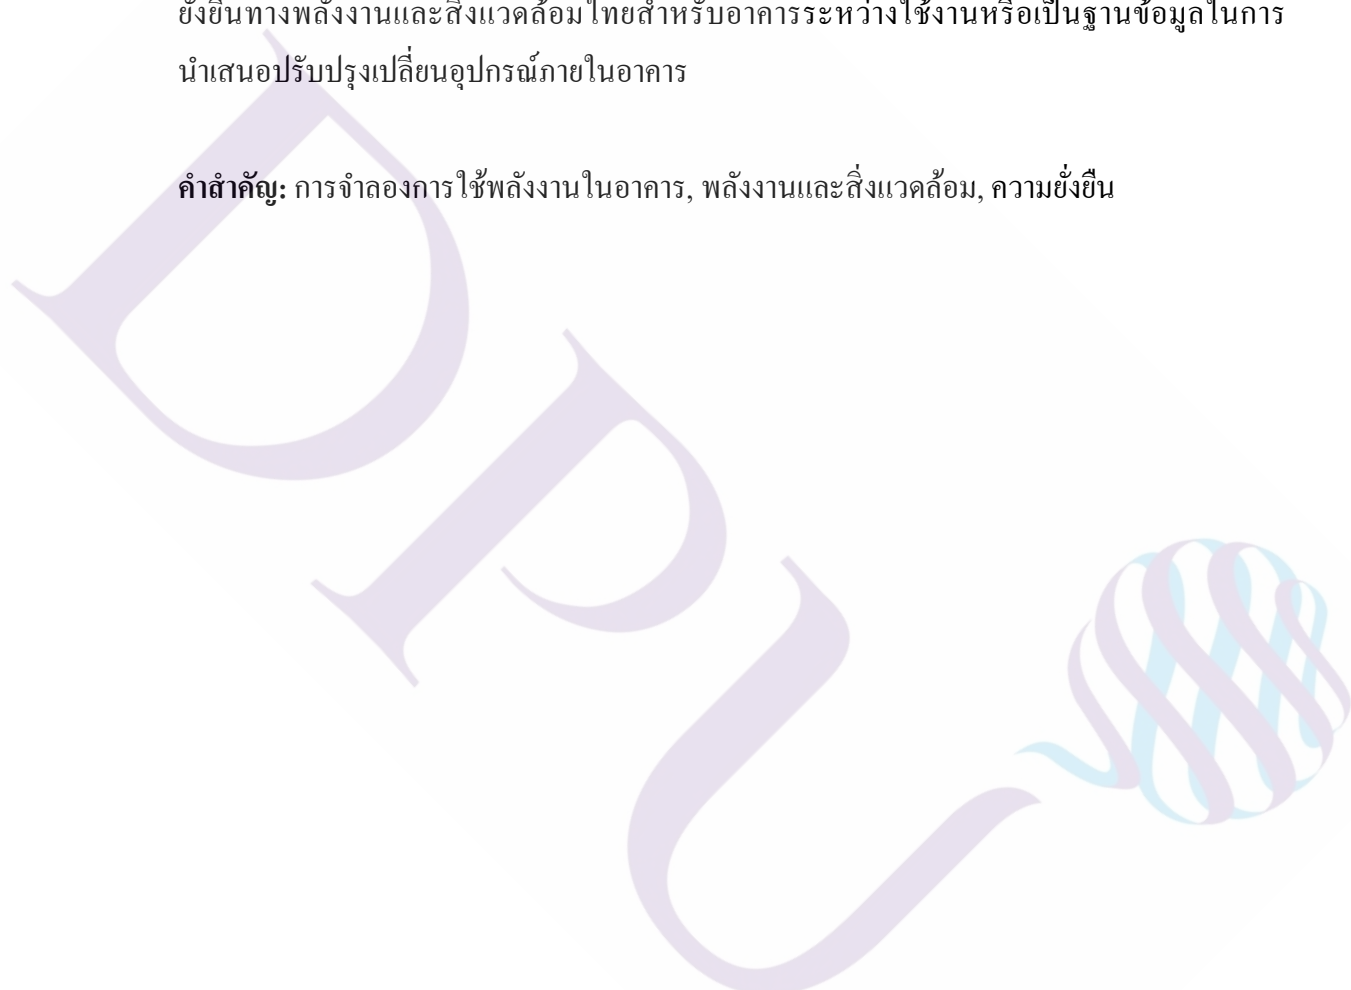 ยั่งยืนทางพลังงานและสิ่งแวดล้อมไทยสำหรับอาคารระหว่างใช้งานหรือเป็นฐานข้อมูลในการ
นำเสนอปรับปรุงเปลี่ยนอุปกรณ์ภายในอาคาร
คำสำคัญ: การจำลองการใช้พลังงานในอาคาร, พลังงานและสิ่งแวดล้อม, ความยั่งยืน
DPU